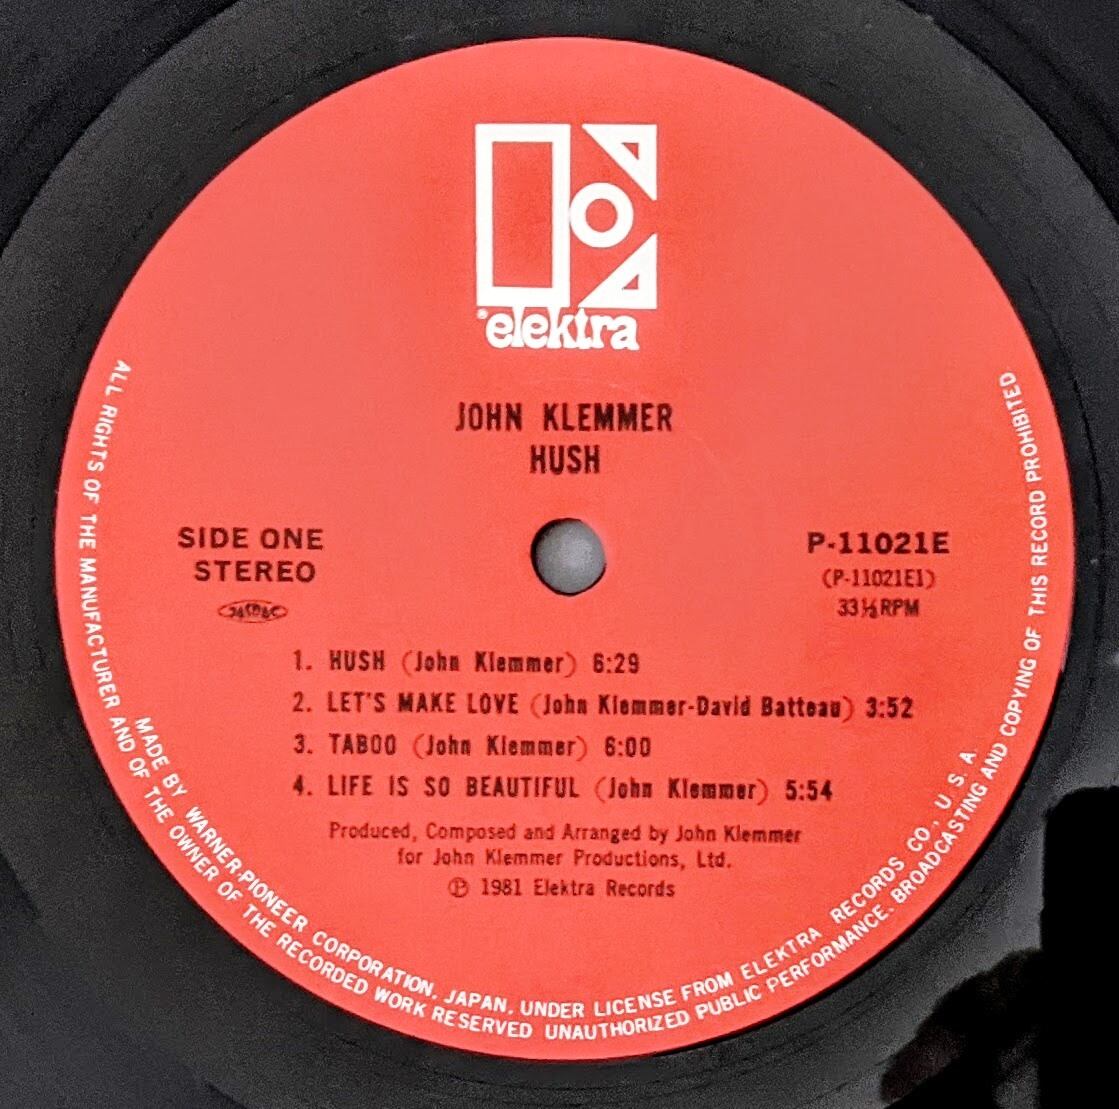 elektra
JOHN KLEMMER
HUSH
SIDE ONE
STEREO
JASRAC
P-11021E
(P-11021E1)
33⅓RPM
1. HUSH (John Klemmer) 6:29
2. LET'S MAKE LOVE (John Klemmer-David Batteau) 3:52
3. TABOO (John Klemmer) 6:00
4. LIFE IS SO BEAUTIFUL (John Klemmer) 5:54
Produced, Composed and Arranged by John Klemmer
for John Klemmer Productions, Ltd.
℗ 1981 Elektra Records
MADE BY WARNER-PIONEER CORPORATION, JAPAN, UNDER LICENSE FROM ELEKTRA RECORDS CO., U. S. A.
ALL RIGHTS OF THE MANUFACTURER AND OF THE OWNER OF THE RECORDED WORK RESERVED UNAUTHORIZED PUBLIC PERFORMANCE. BROADCASTING AND COPYING OF THIS RECORD PROHIBITED